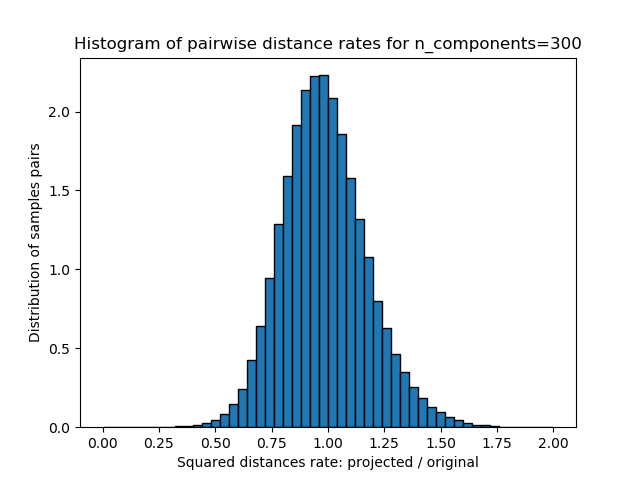 Histogram of pairwise distance rates for n_components=300
Distribution of samples pairs
2.0
1.5
1.0
0.5
0.0
0.00 0.25 0.50 0.75 1.00 1.25 1.50 1.75 2.00
Squared distances rate: projected / original